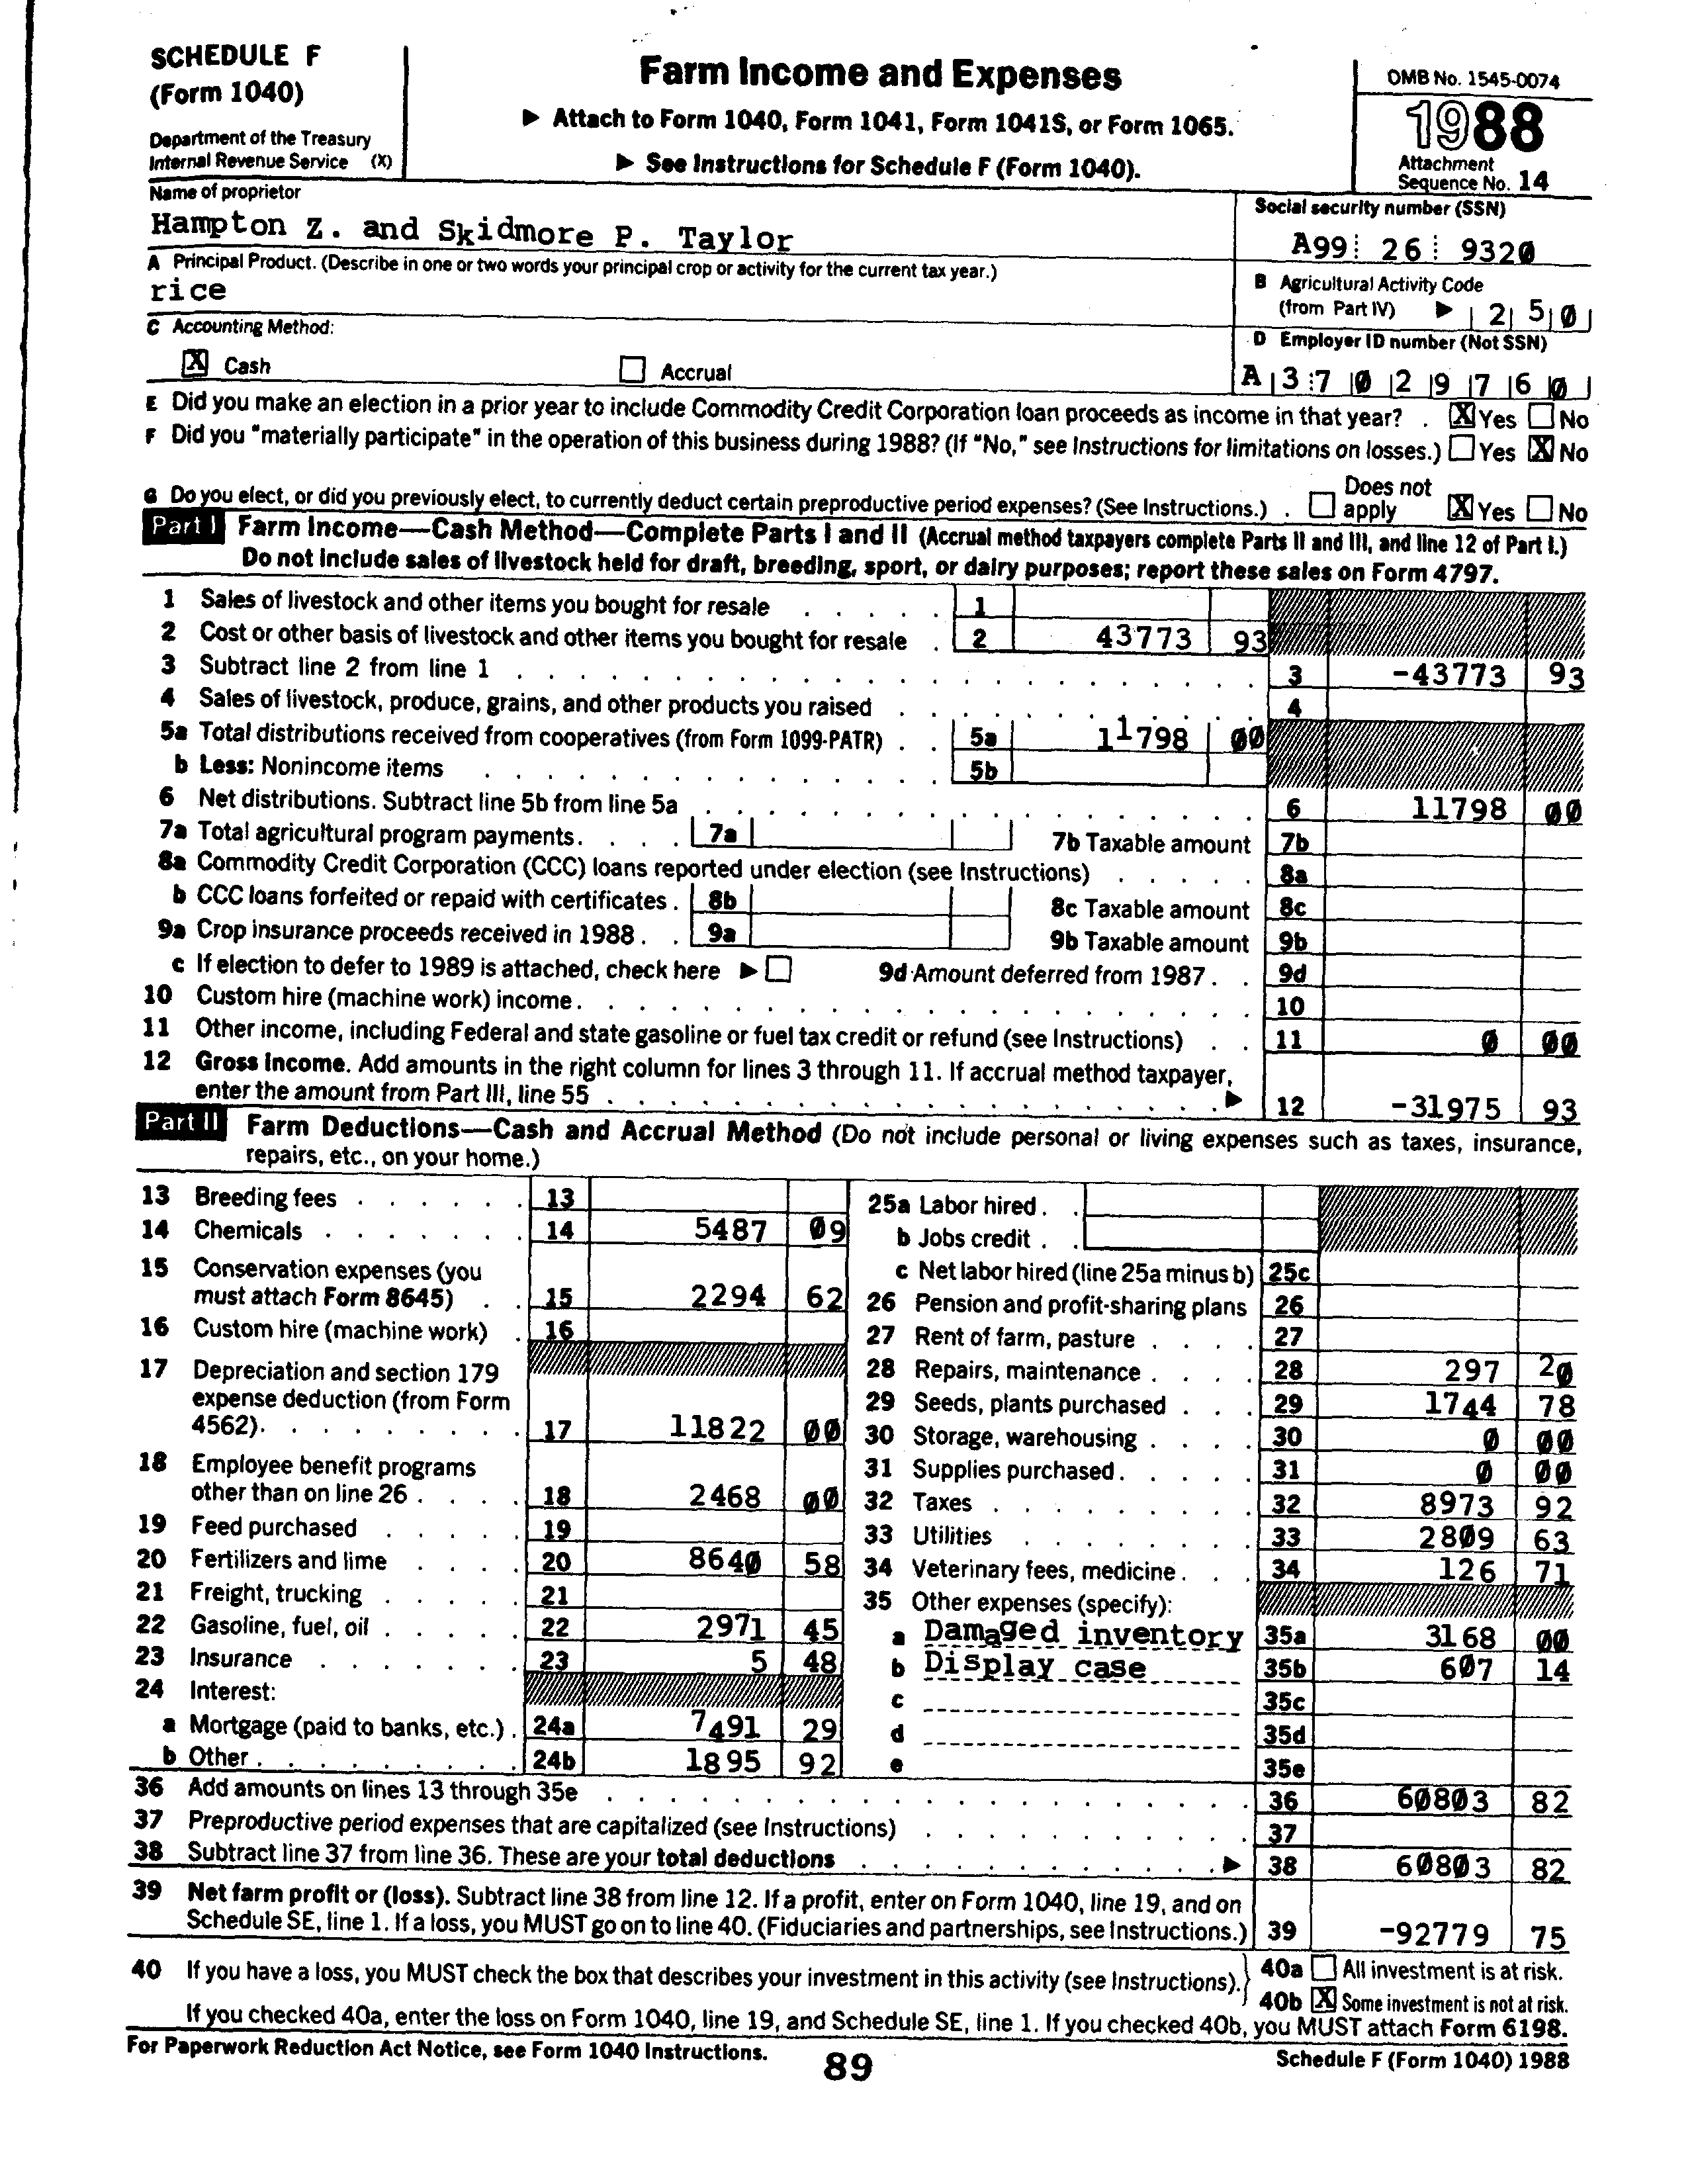 SCHEDULE F
(Form 1040)
Department of the Treasury
Internal Revenue Service (X)
Farm Income and Expenses
▶ Attach to Form 1040, Form 1041, Form 1041S, or Form 1065.
▶ See Instructions for Schedule F (Form 1040).
OMB No. 1545-0074
1988
Attachment
Sequence No. 14
Name of proprietor
Hampton Z. and Skidmore P. Taylor
Social security number (SSN)
A99 26 9320
A Principal Product. (Describe in one or two words your principal crop or activity for the current tax year.)
rice
B Agricultural Activity Code
(from Part IV) ▶ 2 5 0
C Accounting Method:
X Cash Accrual
D Employer ID number (Not SSN)
A 3 7 0 2 9 7 6 0
E Did you make an election in a prior year to include Commodity Credit Corporation loan proceeds as income in that year? . X Yes No
F Did you "materially participate" in the operation of this business during 1988? (If "No," see Instructions for limitations on losses.) Yes X No
G Do you elect, or did you previously elect, to currently deduct certain preproductive period expenses? (See Instructions.) . Does not apply X Yes No
Part I Farm Income—Cash Method—Complete Parts I and II (Accrual method taxpayers complete Parts II and III, and line 12 of Part I.)
Do not include sales of livestock held for draft, breeding, sport, or dairy purposes; report these sales on Form 4797.
1 Sales of livestock and other items you bought for resale . . . . . 1
2 Cost or other basis of livestock and other items you bought for resale . 2 43773 93
3 Subtract line 2 from line 1 . . . . . 3 -43773 93
4 Sales of livestock, produce, grains, and other products you raised . . . . . 4
5a Total distributions received from cooperatives (from Form 1099-PATR) . . 5a 11798 00
b Less: Nonincome items . . . . . 5b
6 Net distributions. Subtract line 5b from line 5a . . . . . 6 11798 00
7a Total agricultural program payments. . . . 7a 7b Taxable amount 7b
8a Commodity Credit Corporation (CCC) loans reported under election (see Instructions) . . . . . 8a
b CCC loans forfeited or repaid with certificates . 8b 8c Taxable amount 8c
9a Crop insurance proceeds received in 1988 . . 9a 9b Taxable amount 9b
c If election to defer to 1989 is attached, check here ▶ 9d Amount deferred from 1987 . . 9d
10 Custom hire (machine work) income . . . . . 10
11 Other income, including Federal and state gasoline or fuel tax credit or refund (see Instructions) . . 11 0 00
12 Gross Income. Add amounts in the right column for lines 3 through 11. If accrual method taxpayer,
enter the amount from Part III, line 55 . . . . . ▶ 12 -31975 93
Part II Farm Deductions—Cash and Accrual Method (Do not include personal or living expenses such as taxes, insurance,
repairs, etc., on your home.)
13 Breeding fees . . . . . . 13
14 Chemicals . . . . . . . 14 5487 09
15 Conservation expenses (you
must attach Form 8645) . . 15 2294 62
16 Custom hire (machine work) . 16
17 Depreciation and section 179
expense deduction (from Form
4562). . . . . . . . . 17 11822 00
18 Employee benefit programs
other than on line 26 . . . . 18 2468 00
19 Feed purchased . . . . . 19
20 Fertilizers and lime . . . . 20 8640 58
21 Freight, trucking . . . . . 21
22 Gasoline, fuel, oil . . . . . 22 2971 45
23 Insurance . . . . . . . 23 5 48
24 Interest:
a Mortgage (paid to banks, etc.) . 24a 7491 29
b Other . . . . . . . . 24b 1895 92
25a Labor hired . .
b Jobs credit . .
c Net labor hired (line 25a minus b) 25c
26 Pension and profit-sharing plans 26
27 Rent of farm, pasture . . . . 27
28 Repairs, maintenance . . . . 28 297 20
29 Seeds, plants purchased . . . 29 1744 78
30 Storage, warehousing . . . . 30 0 00
31 Supplies purchased . . . . . 31 0 00
32 Taxes . . . . . . . . 32 8973 92
33 Utilities . . . . . . . 33 2809 63
34 Veterinary fees, medicine . . . 34 126 71
35 Other expenses (specify):
a Damaged inventory 35a 3168 00
b Display case 35b 607 14
c 35c
d 35d
e 35e
36 Add amounts on lines 13 through 35e . . . . . 36 60803 82
37 Preproductive period expenses that are capitalized (see Instructions) . . . . . 37
38 Subtract line 37 from line 36. These are your total deductions . . . . . ▶ 38 60803 82
39 Net farm profit or (loss). Subtract line 38 from line 12. If a profit, enter on Form 1040, line 19, and on
Schedule SE, line 1. If a loss, you MUST go on to line 40. (Fiduciaries and partnerships, see Instructions.) 39 -92779 75
40 If you have a loss, you MUST check the box that describes your investment in this activity (see Instructions). 40a All investment is at risk.
40b X Some investment is not at risk.
If you checked 40a, enter the loss on Form 1040, line 19, and Schedule SE, line 1. If you checked 40b, you MUST attach Form 6198.
For Paperwork Reduction Act Notice, see Form 1040 Instructions.
89
Schedule F (Form 1040) 1988